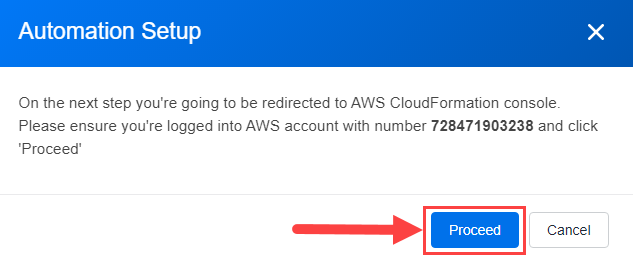 Automation Setup
On the next step you're going to be redirected to AWS CloudFormation console.
Please ensure you're logged into AWS account with number 728471903238 and click
'Proceed'
Proceed
Cancel